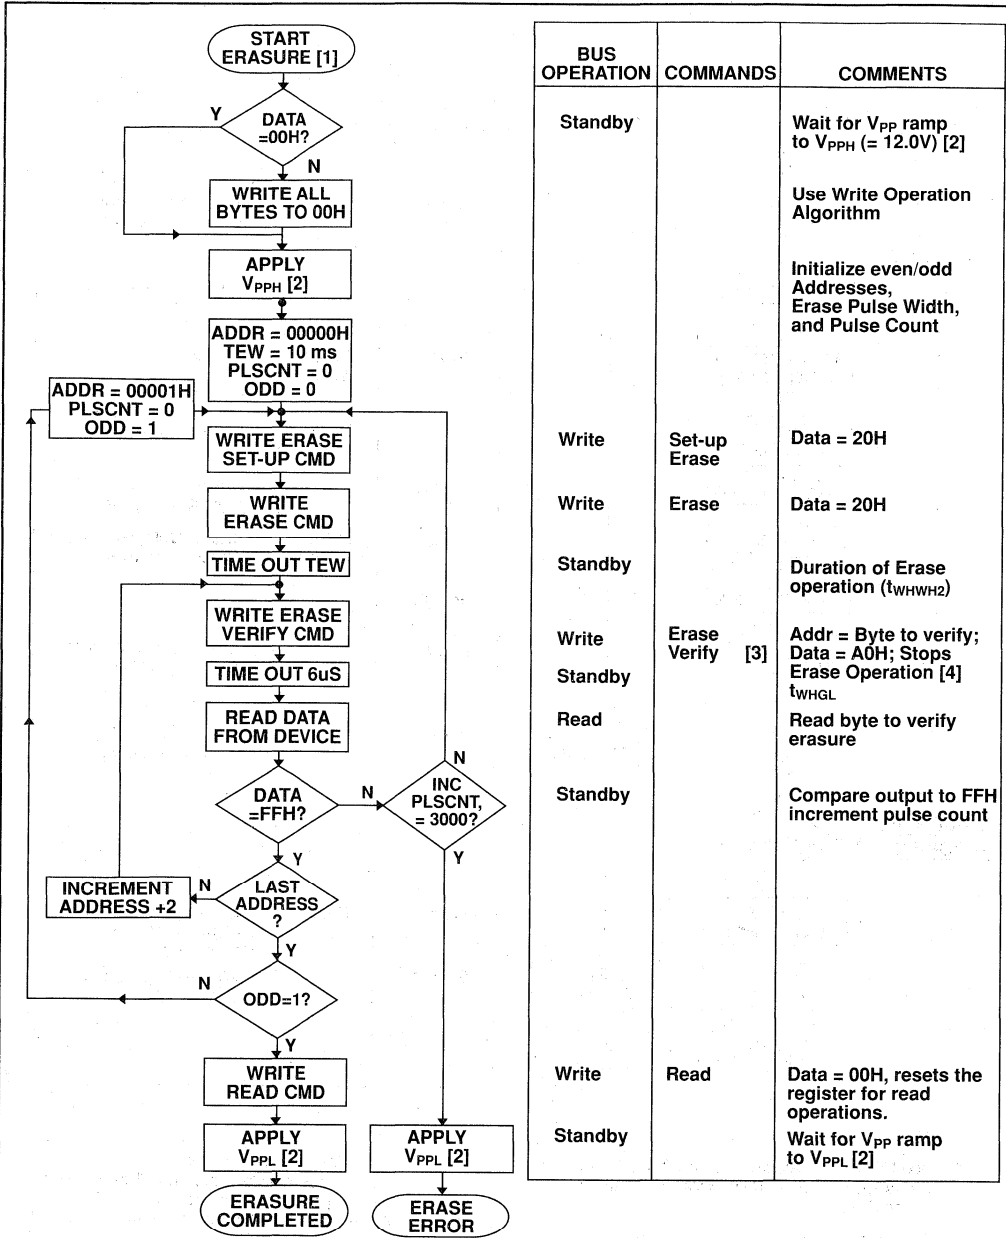 START
ERASURE [1]
Y
DATA
=00H?
N
WRITE ALL
BYTES TO 00H
APPLY
VPPH [2]
ADDR = 00000H
TEW = 10 ms
PLSCNT = 0
ODD = 0
ADDR = 00001H
PLSCNT = 0
ODD = 1
WRITE ERASE
SET-UP CMD
WRITE
ERASE CMD
TIME OUT TEW
WRITE ERASE
VERIFY CMD
TIME OUT 6uS
READ DATA
FROM DEVICE
DATA
=FFH?
N
N
INC
PLSCNT,
= 3000?
Y
Y
INCREMENT
ADDRESS +2
N
LAST
ADDRESS
?
Y
N
ODD=1?
Y
WRITE
READ CMD
APPLY
VPPL [2]
ERASURE
COMPLETED
APPLY
VPPL [2]
ERASE
ERROR
BUS
OPERATION
COMMANDS
COMMENTS
Standby
Wait for VPP ramp
to VPPH (= 12.0V) [2]
Use Write Operation
Algorithm
Initialize even/odd
Addresses,
Erase Pulse Width,
and Pulse Count
Write
Set-up
Erase
Data = 20H
Write
Erase
Data = 20H
Standby
Duration of Erase
operation (tWHWH2)
Write
Erase
Verify [3]
Addr = Byte to verify;
Data = A0H; Stops
Erase Operation [4]
Standby
tWHGL
Read
Read byte to verify
erasure
Standby
Compare output to FFH
increment pulse count
Write
Read
Data = 00H, resets the
register for read
operations.
Standby
Wait for VPP ramp
to VPPL [2]